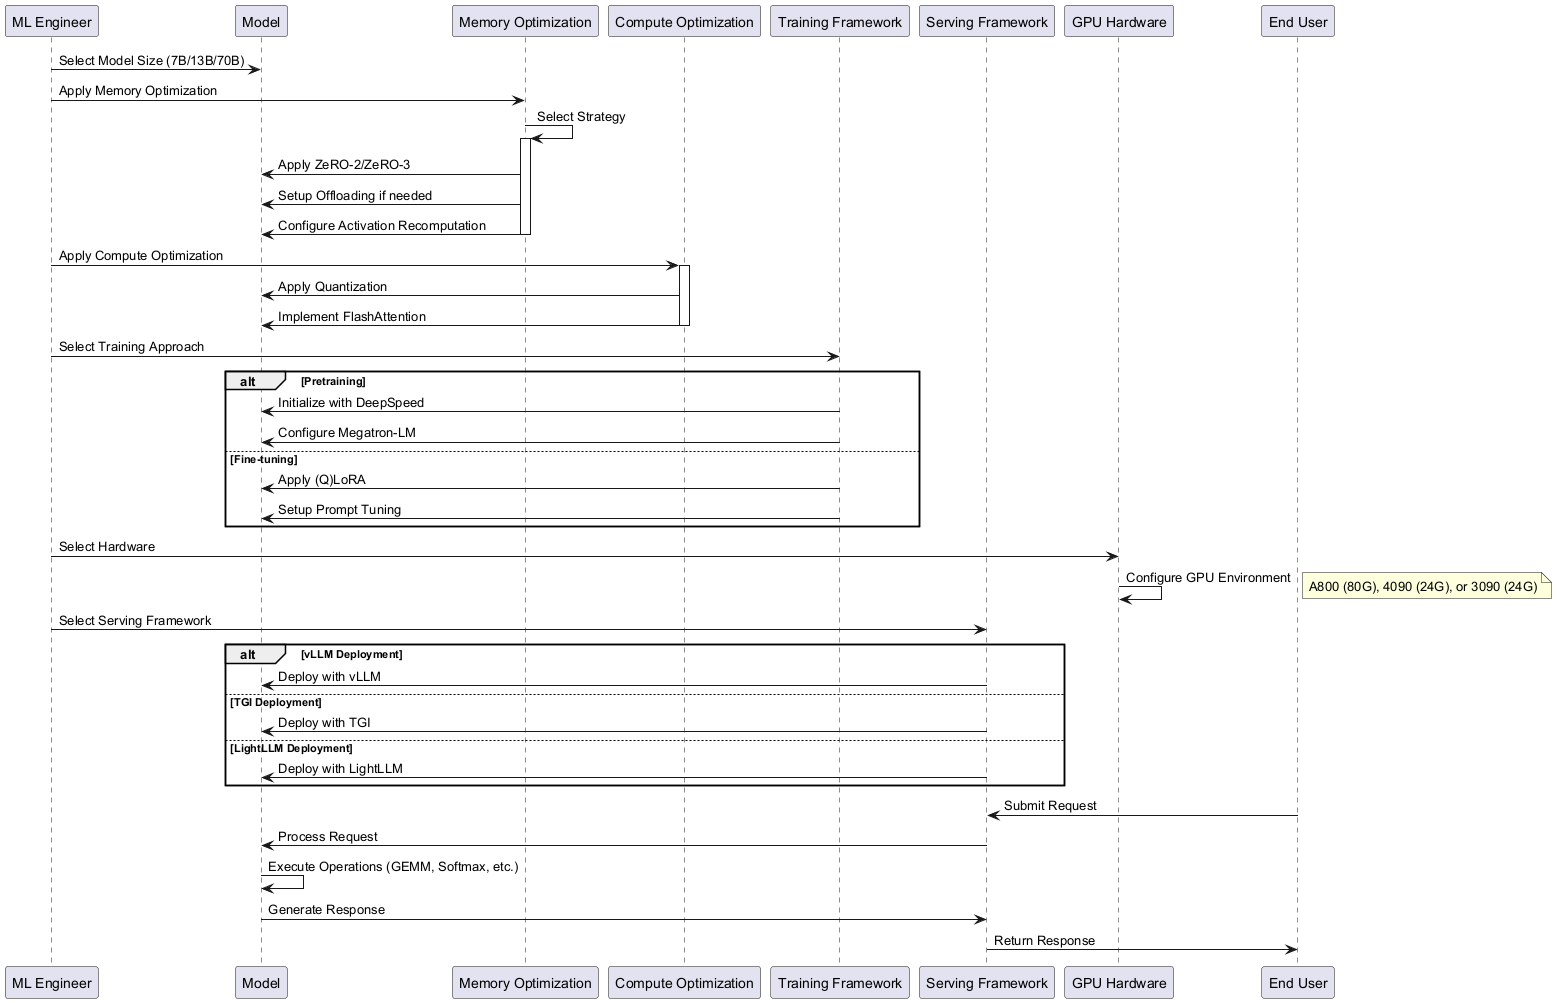 ML Engineer
Model
Memory Optimization
Compute Optimization
Training Framework
Serving Framework
GPU Hardware
End User
Select Model Size (7B/13B/70B)
Apply Memory Optimization
Select Strategy
Apply ZeRO-2/ZeRO-3
Setup Offloading if needed
Configure Activation Recomputation
Apply Compute Optimization
Apply Quantization
Implement FlashAttention
Select Training Approach
alt
[Pretraining]
Initialize with DeepSpeed
Configure Megatron-LM
[Fine-tuning]
Apply (Q)LoRA
Setup Prompt Tuning
Select Hardware
Configure GPU Environment
A800 (80G), 4090 (24G), or 3090 (24G)
Select Serving Framework
alt
[vLLM Deployment]
Deploy with vLLM
[TGI Deployment]
Deploy with TGI
[LightLLM Deployment]
Deploy with LightLLM
Submit Request
Process Request
Execute Operations (GEMM, Softmax, etc.)
Generate Response
Return Response
ML Engineer
Model
Memory Optimization
Compute Optimization
Training Framework
Serving Framework
GPU Hardware
End User